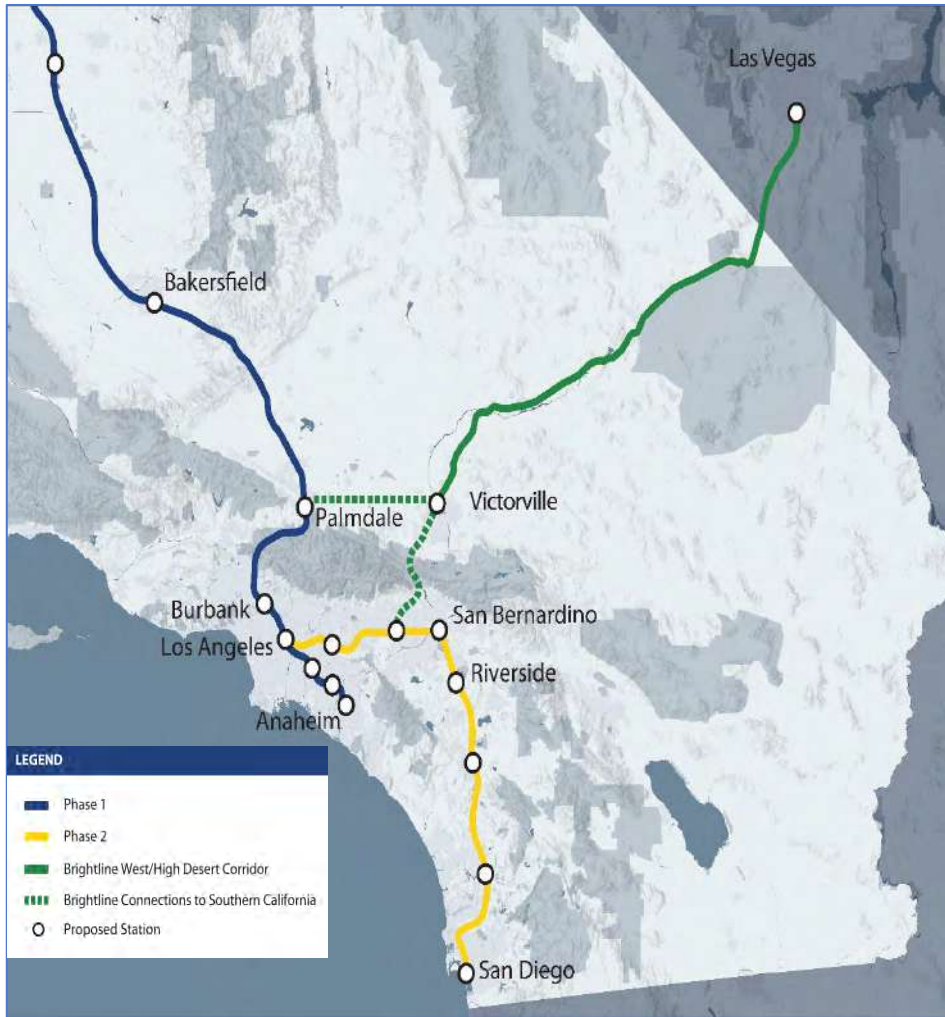 Las Vegas
Bakersfield
Palmdale
Victorville
Burbank
San Bernardino
Los Angeles
Riverside
Anaheim
LEGEND
Phase 1
Phase 2
Brightline West/High Desert Corridor
Brightline Connections to Southern California
Proposed Station
San Diego